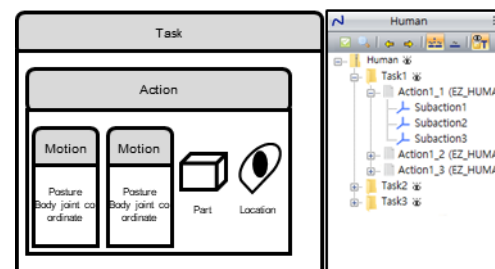 Task
Action
Motion
Motion
Posture
Body joint co
ordinate
Posture
Body joint co
ordinate
Part
Location
Human
Human
Task1
Action1_1 (EZ_HUMA
Subaction1
Subaction2
Subaction3
Action1_2 (EZ_HUMA
Action1_3 (EZ_HUMA
Task2
Task3